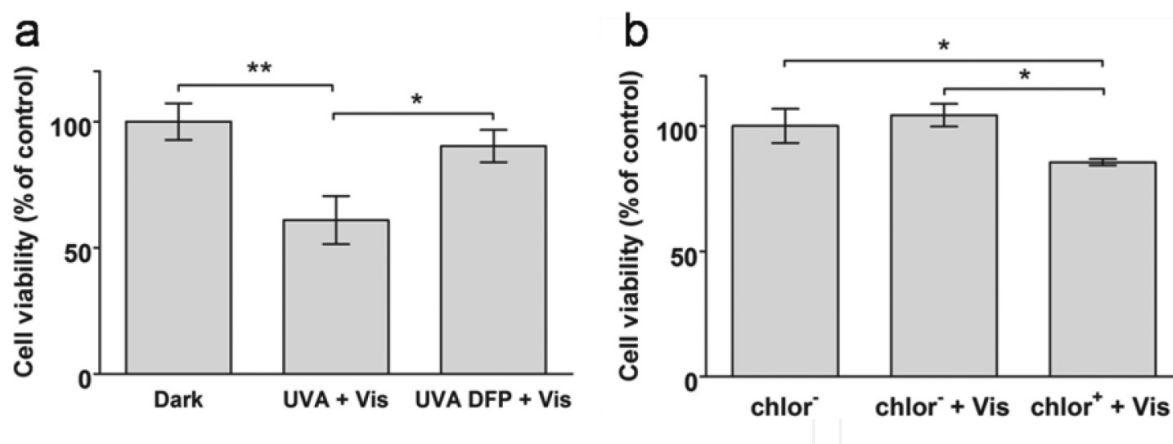 a
**
*
100
50
0
Cell viability (% of control)
Dark
UVA + Vis
UVA DFP + Vis
b
*
*
100
50
0
Cell viability (% of control)
chlor⁻
chlor⁻ + Vis
chlor⁺ + Vis